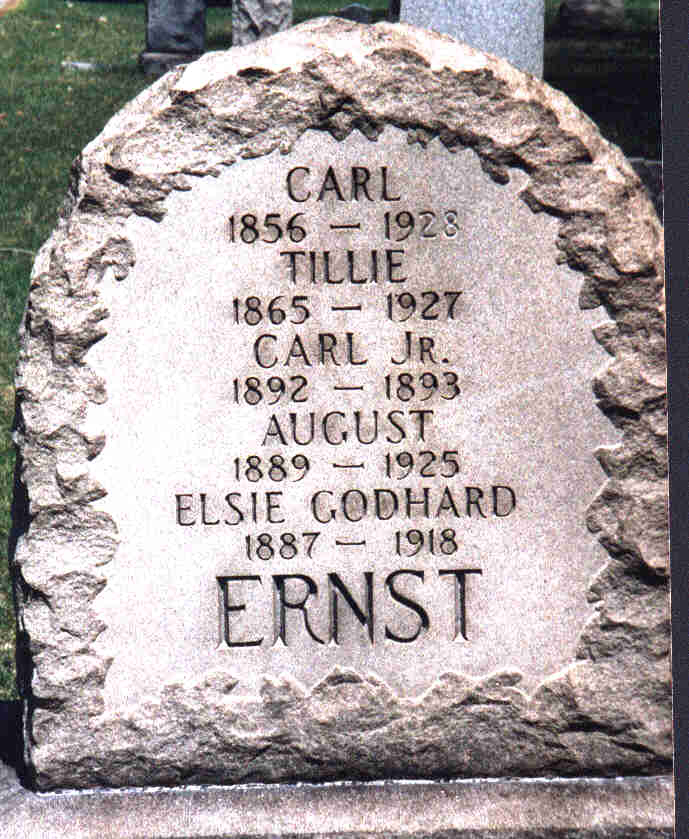 CARL
1856 — 1928
TILLIE
1865 — 1927
CARL JR.
1892 — 1893
AUGUST
1889 — 1925
ELSIE GODHARD
1887 — 1918
ERNST